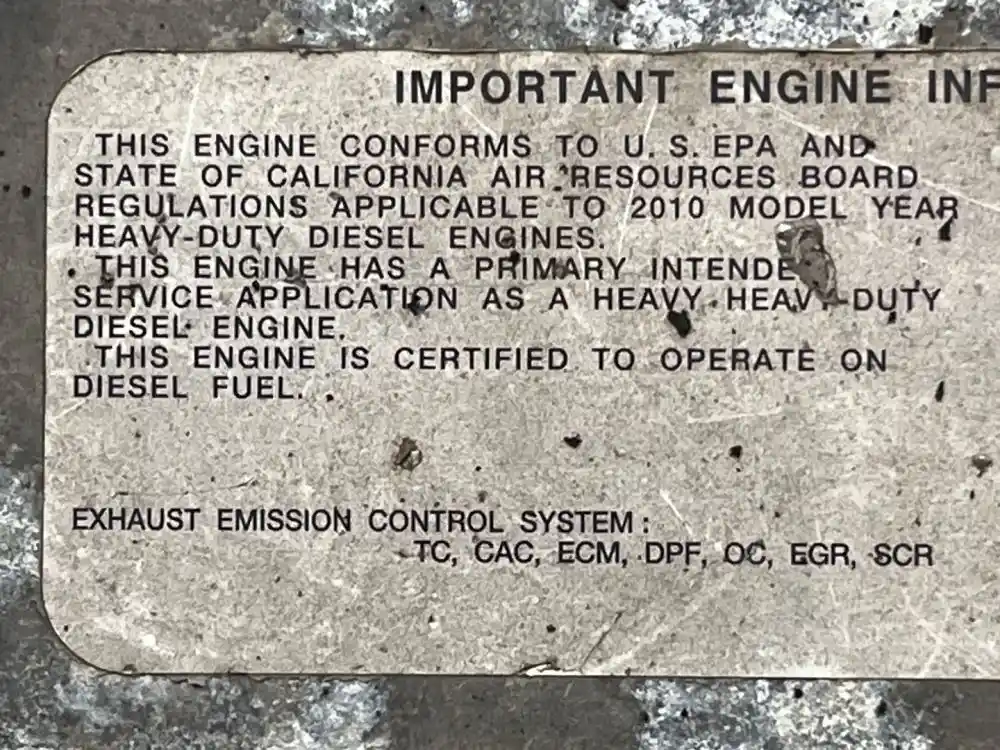 IMPORTANT ENGINE INF
THIS ENGINE CONFORMS TO U.S. EPA AND
STATE OF CALIFORNIA AIR RESOURCES BOARD
REGULATIONS APPLICABLE TO 2010 MODEL YEAR
HEAVY-DUTY DIESEL ENGINES.
THIS ENGINE HAS A PRIMARY INTENDE
SERVICE APPLICATION AS A HEAVY HEAVY-DUTY
DIESEL ENGINE.
THIS ENGINE IS CERTIFIED TO OPERATE ON
DIESEL FUEL.
EXHAUST EMISSION CONTROL SYSTEM:
TC, CAC, ECM, DPF, OC, EGR, SCR